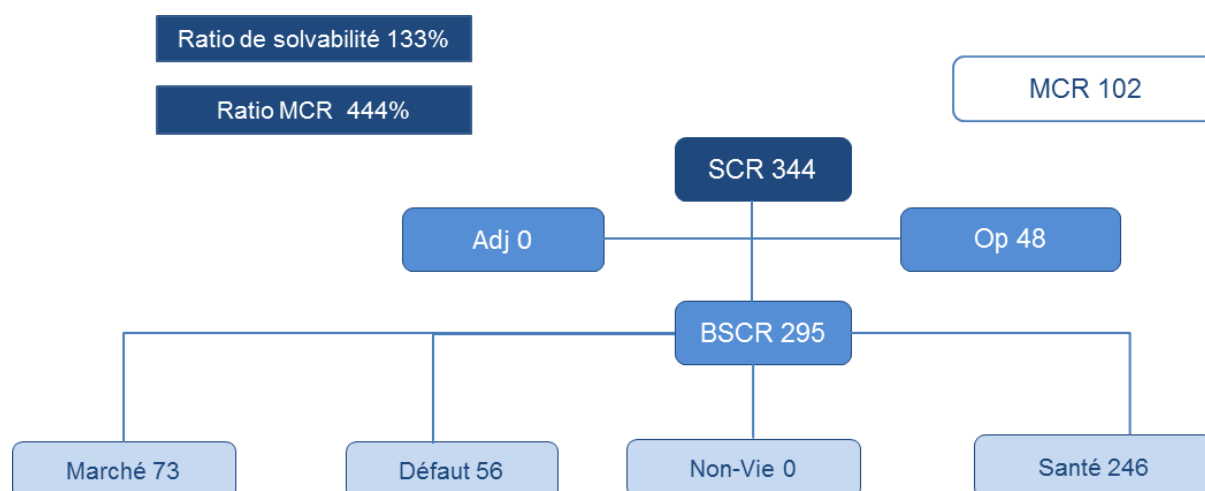 Ratio de solvabilité 133%
MCR 102
Ratio MCR 444%
SCR 344
Adj 0
Op 48
BSCR 295
Marché 73
Défaut 56
Non-Vie 0
Santé 246